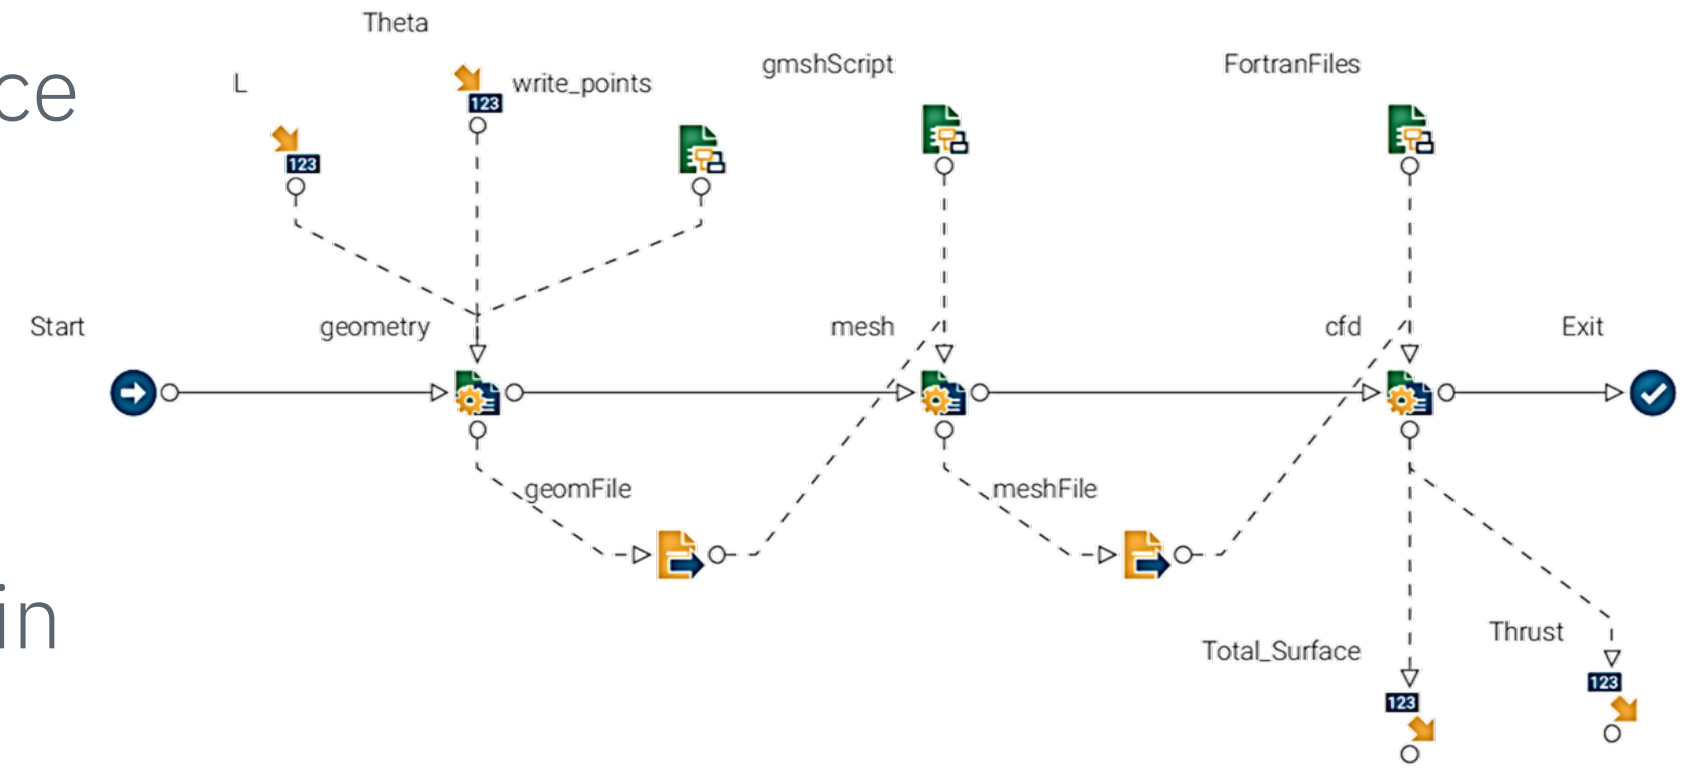 Theta
ce
L
write_points
gmshScript
FortranFiles
123
123
Start
geometry
mesh
cfd
Exit
geomFile
meshFile
in
Total_Surface
Thrust
123
123